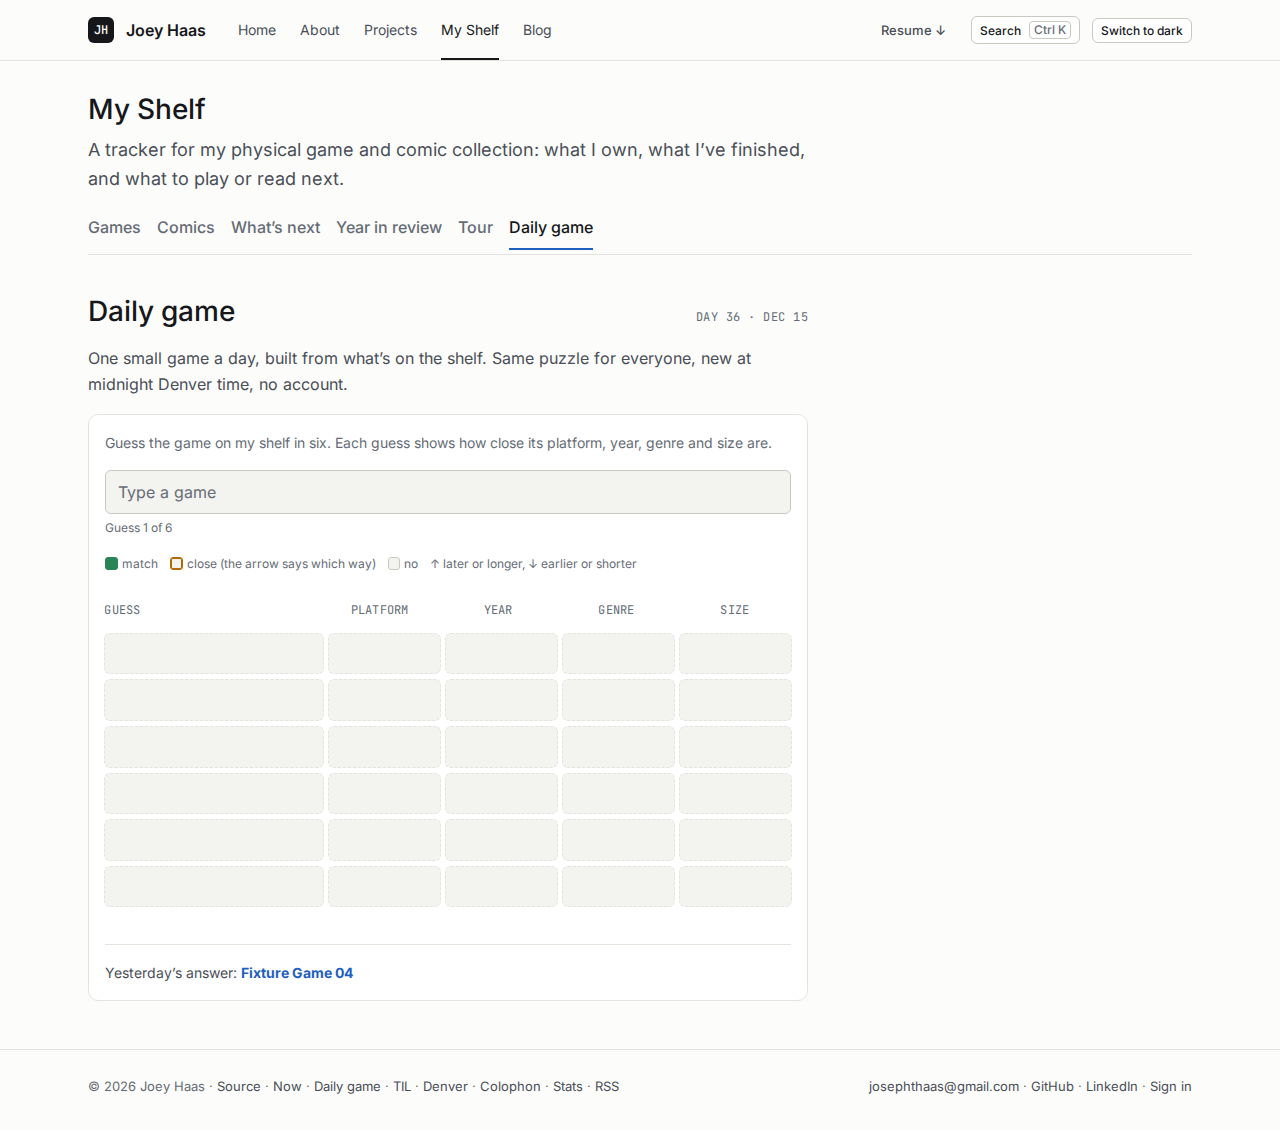 JH Joey Haas Home About Projects My Shelf Blog Resume ↓ Search Ctrl K Switch to dark
My Shelf
A tracker for my physical game and comic collection: what I own, what I’ve finished,
and what to play or read next.
Games Comics What’s next Year in review Tour Daily game
Daily game DAY 36 · DEC 15
One small game a day, built from what’s on the shelf. Same puzzle for everyone, new at
midnight Denver time, no account.
Guess the game on my shelf in six. Each guess shows how close its platform, year, genre and size are.
Type a game
Guess 1 of 6
match close (the arrow says which way) no ↑ later or longer, ↓ earlier or shorter
GUESS PLATFORM YEAR GENRE SIZE
Yesterday’s answer: Fixture Game 04
© 2026 Joey Haas · Source · Now · Daily game · TIL · Denver · Colophon · Stats · RSS josephthaas@gmail.com · GitHub · LinkedIn · Sign in